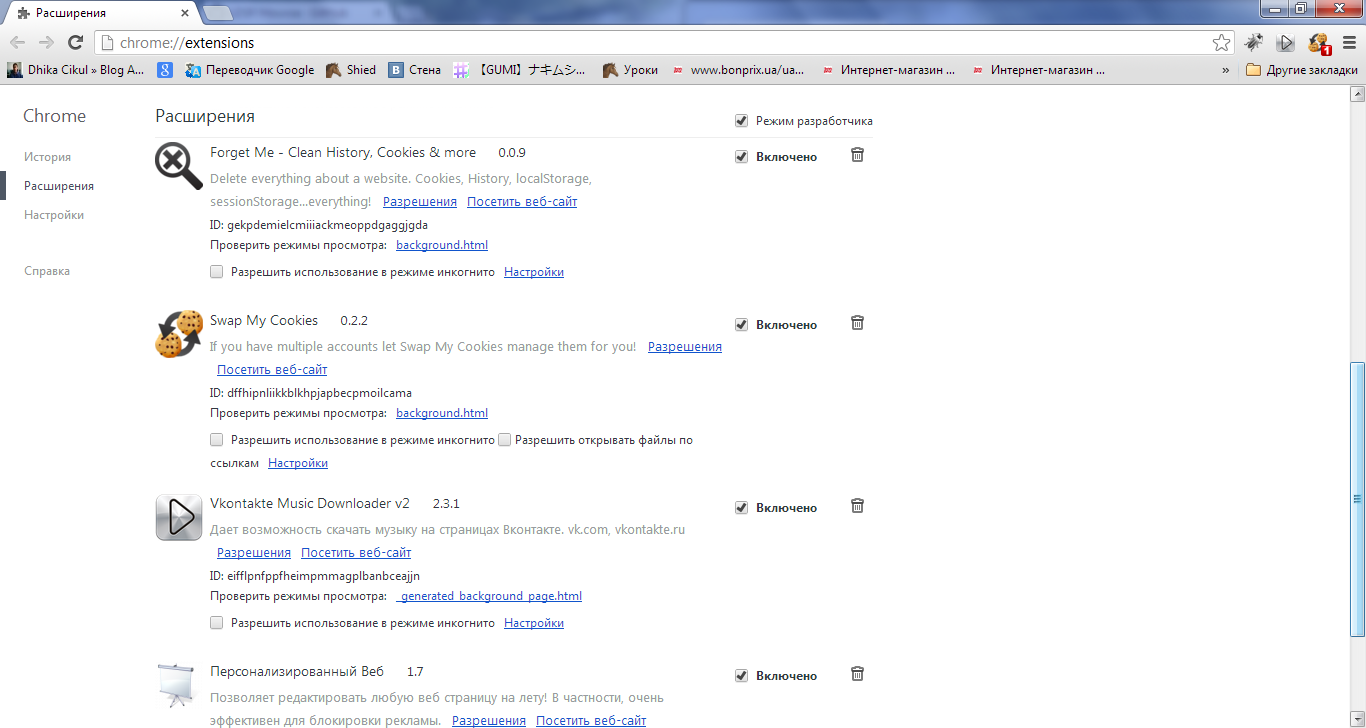 Расширения
chrome://extensions
1
Dhika Cikul » Blog A...
Переводчик Google
Shied
В Стена
【GUMI】ナキムシ...
Уроки
www.bonprix.ua/ua...
Интернет-магазин ...
Интернет-магазин ...
»
Другие закладки
Chrome
История
Расширения
Настройки
Справка
Расширения
Режим разработчика
Forget Me - Clean History, Cookies & more 0.0.9
Включено
Delete everything about a website. Cookies, History, localStorage,
sessionStorage...everything! Разрешения Посетить веб-сайт
ID: gekpdemielcmiiiackmeoppdgaggjgda
Проверить режимы просмотра: background.html
Разрешить использование в режиме инкогнито Настройки
Swap My Cookies 0.2.2
Включено
If you have multiple accounts let Swap My Cookies manage them for you! Разрешения
Посетить веб-сайт
ID: dffhipnliikkblkhpjapbecpmoilcama
Проверить режимы просмотра: background.html
Разрешить использование в режиме инкогнито Разрешить открывать файлы по
ссылкам Настройки
Vkontakte Music Downloader v2 2.3.1
Включено
Дает возможность скачать музыку на страницах Вконтакте. vk.com, vkontakte.ru
Разрешения Посетить веб-сайт
ID: eifflpnfppfheimpmmagplbanbceajjn
Проверить режимы просмотра: _generated_background_page.html
Разрешить использование в режиме инкогнито Настройки
Персонализированный Веб 1.7
Включено
Позволяет редактировать любую веб страницу на лету! В частности, очень
эффективен для блокировки рекламы. Разрешения Посетить веб-сайт